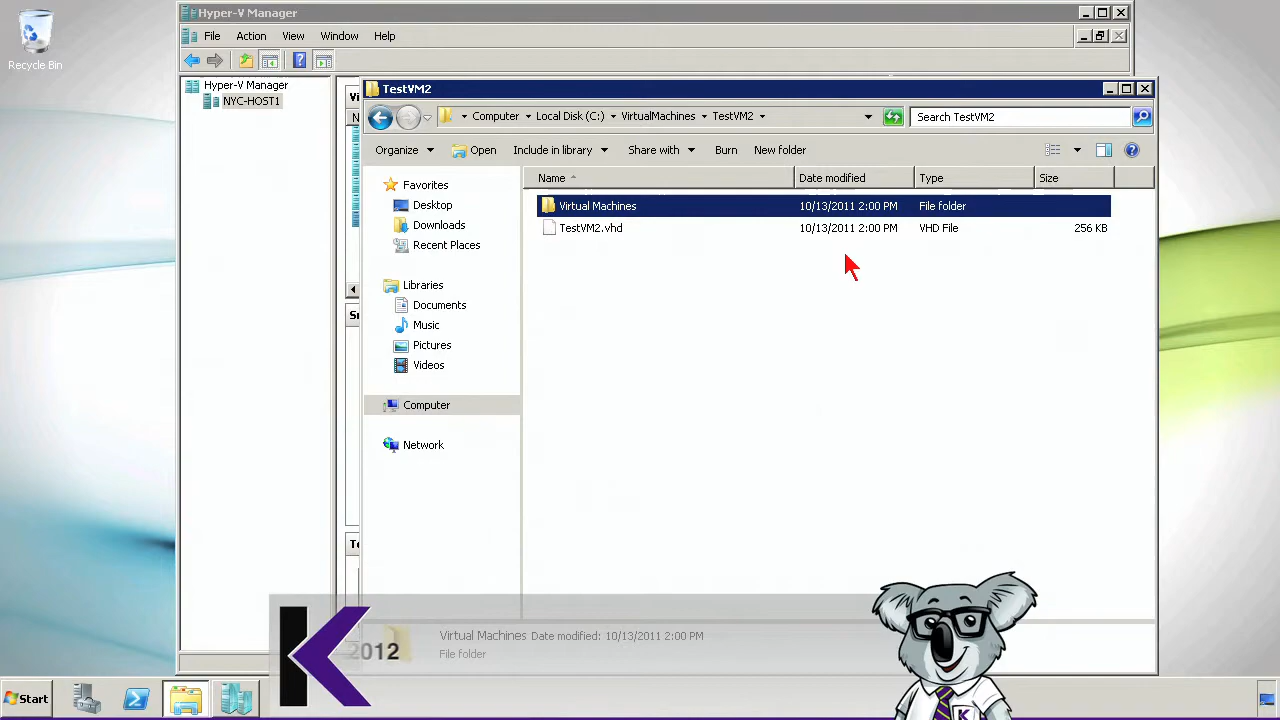 Recycle Bin
Hyper-V Manager
File Action View Window Help
Hyper-V Manager
NYC-HOST1
TestVM2
Computer Local Disk (C:) VirtualMachines TestVM2
Search TestVM2
Organize Open Include in library Share with Burn New folder
Name Date modified Type Size
Favorites
Desktop
Downloads
Recent Places
Libraries
Documents
Music
Pictures
Videos
Computer
Network
Virtual Machines 10/13/2011 2:00 PM File folder
TestVM2.vhd 10/13/2011 2:00 PM VHD File 256 KB
Virtual Machines Date modified: 10/13/2011 2:00 PM
File folder
K
2012
K
Start